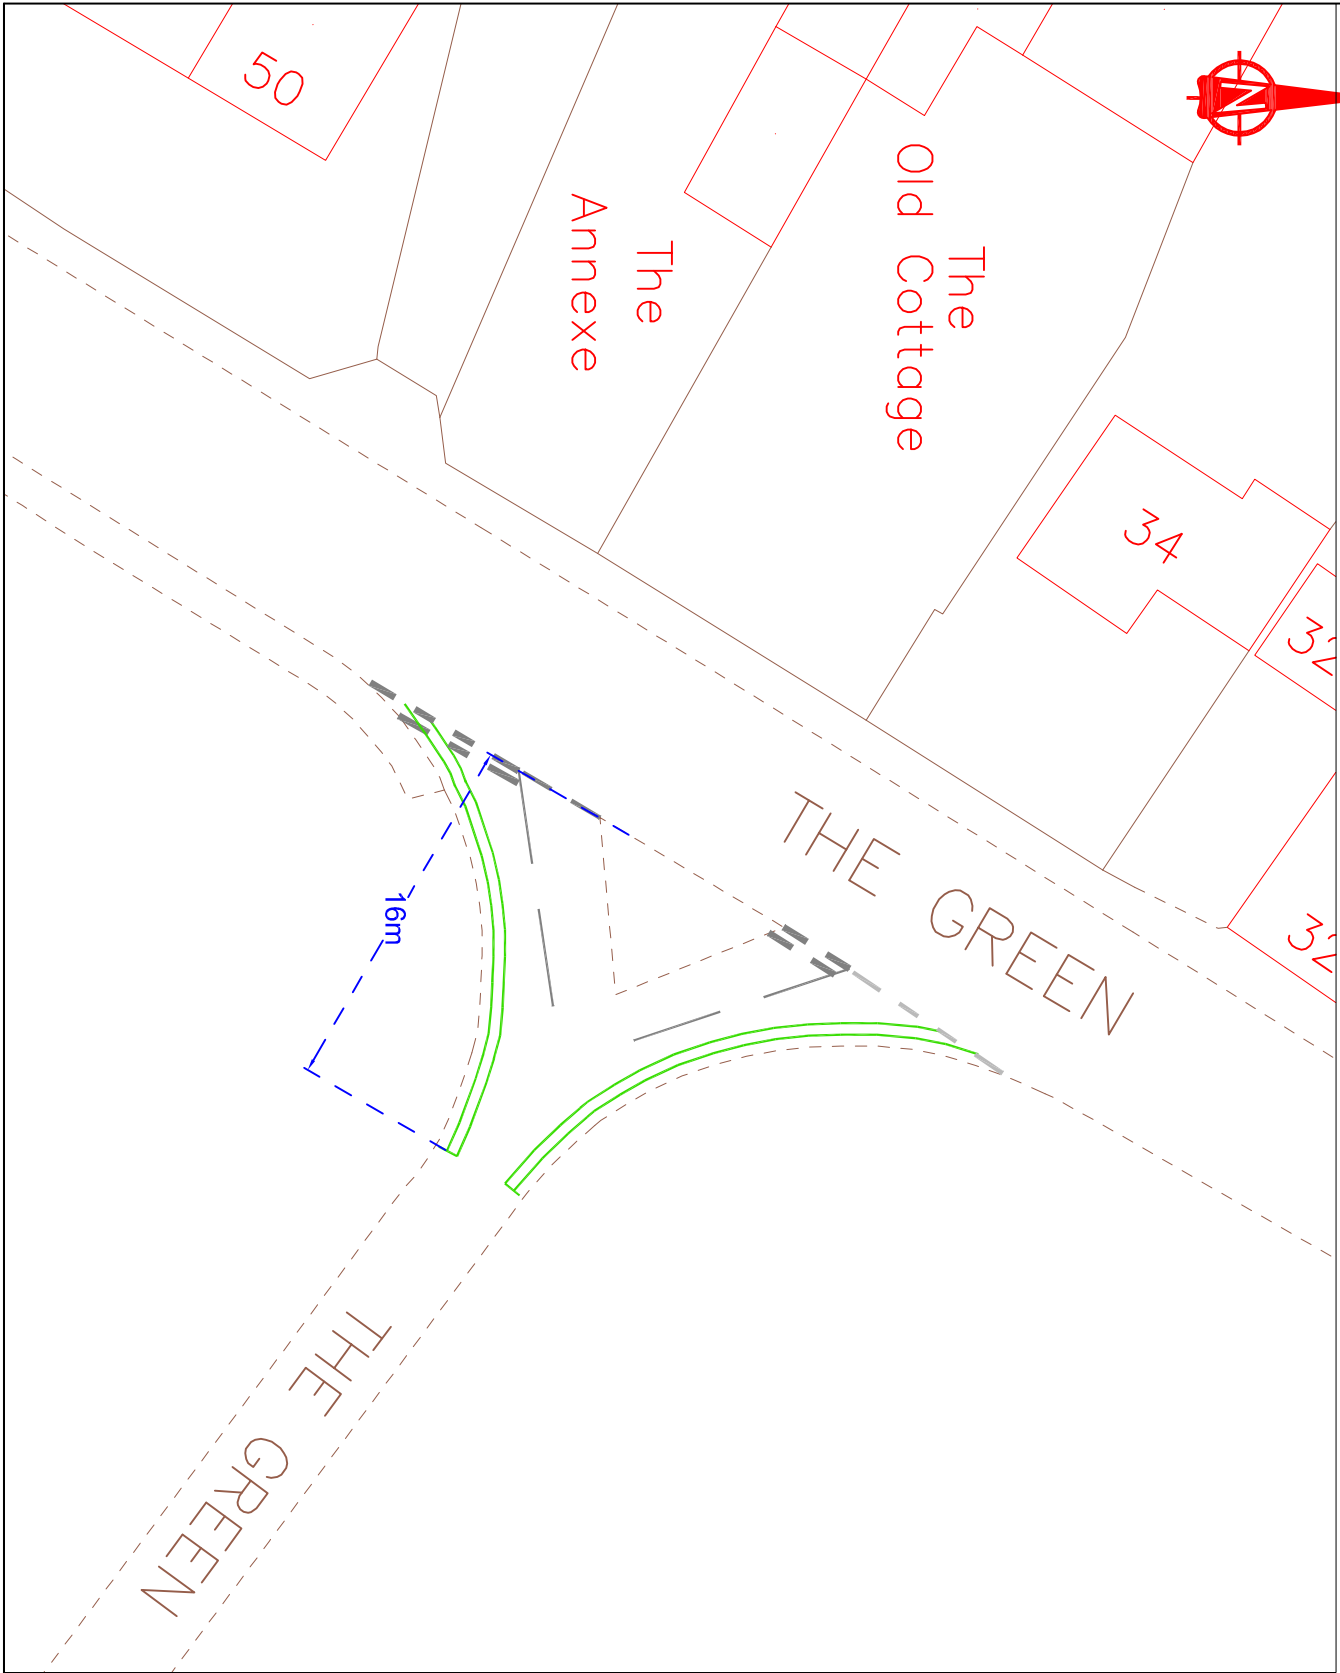 50
The
Annexe
The
Old Cottage
34
32
32
THE GREEN
16m
THE GREEN
N